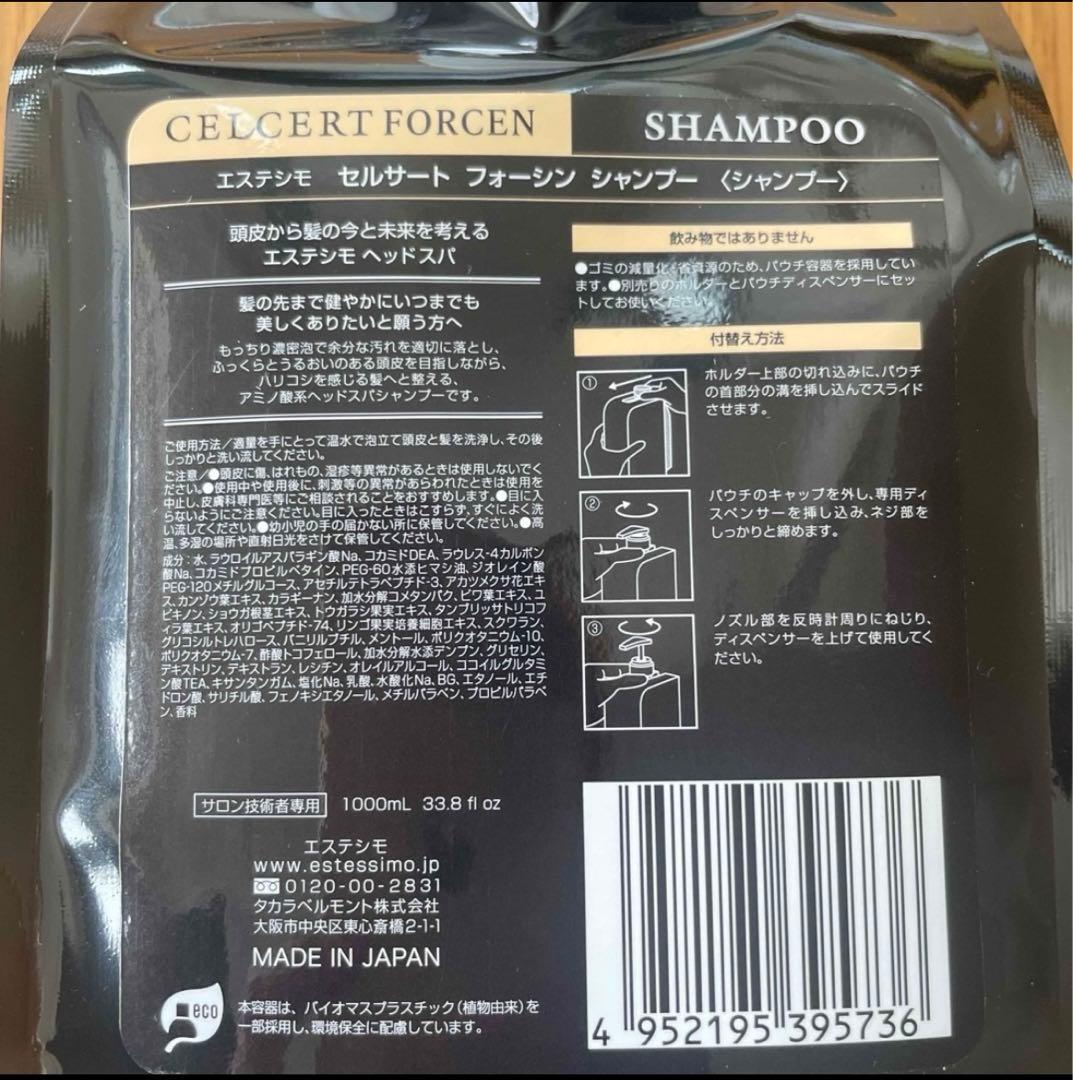 CELCERT FORCEN
SHAMPOO
エステシモ セルサート フォーシン シャンプー 〈シャンプー〉
頭皮から髪の今と未来を考える
エステシモ ヘッドスパ
髪の先まで健やかにいつまでも
美しくありたいと願う方へ
もっちり濃密泡で余分な汚れを適切に落とし、
ふっくらとうるおいのある頭皮を目指しながら、
ハリコシを感じる髪へと整える、
アミノ酸系ヘッドスパシャンプーです。
ご使用方法／適量を手にとって温水で泡立て頭皮と髪を洗浄し、その後
しっかりと洗い流してください。
ご注意／●頭皮に傷、はれもの、湿疹等異常があるときは使用しないでく
ださい。●使用中や使用後に、刺激等の異常があらわれたときは使用を
中止し、皮膚科専門医等にご相談されることをおすすめします。●目に入
らないようにご注意ください。目に入ったときはこすらず、すぐによく洗
い流してください。●幼小児の手の届かない所に保管してください。●高
温、多湿の場所や直射日光をさけて保管してください。
成分：水、ラウロイルアスパラギン酸Na、コカミドDEA、ラウレス-4カルボン
酸Na、コカミドプロピルベタイン、PEG-60水添ヒマシ油、ジオレイン酸
PEG-120メチルグルコース、アセチルテトラペプチド-3、アカツメクサ花エキ
ス、カンゾウ葉エキス、カラギーナン、加水分解コメタンパク、ビワ葉エキス、ユ
ビキノン、ショウガ根茎エキス、トウガラシ果実エキス、タンブリッサトリコフ
ィラ葉エキス、オリゴペプチド-74、リンゴ果実培養細胞エキス、スクワラン、
グリコシルトレハロース、バニリルブチル、メントール、ポリクオタニウム-10、
ポリクオタニウム-7、酢酸トコフェロール、加水分解水添デンプン、グリセリン、
デキストリン、デキストラン、レシチン、オレイルアルコール、ココイルグルタミ
ン酸TEA、キサンタンガム、塩化Na、乳酸、水酸化Na、BG、エタノール、エチ
ドロン酸、サリチル酸、フェノキシエタノール、メチルパラベン、プロピルパラベ
ン、香料
サロン技術者専用 1000mL 33.8 fl oz
エステシモ
www.estessimo.jp
0120-00-2831
タカラベルモント株式会社
大阪市中央区東心斎橋2-1-1
MADE IN JAPAN
eco
本容器は、バイオマスプラスチック（植物由来）を
一部採用し、環境保全に配慮しています。
飲み物ではありません
●ゴミの減量化、省資源のため、パウチ容器を採用してい
ます。●別売りのホルダーとパウチディスペンサーにセッ
トしてお使いください。
付替え方法
①
ホルダー上部の切れ込みに、パウチ
の首部分の溝を挿し込んでスライド
させます。
②
パウチのキャップを外し、専用ディ
スペンサーを挿し込み、ネジ部を
しっかりと締めます。
③
ノズル部を反時計周りにねじり、
ディスペンサーを上げて使用してく
ださい。
4 952195 395736